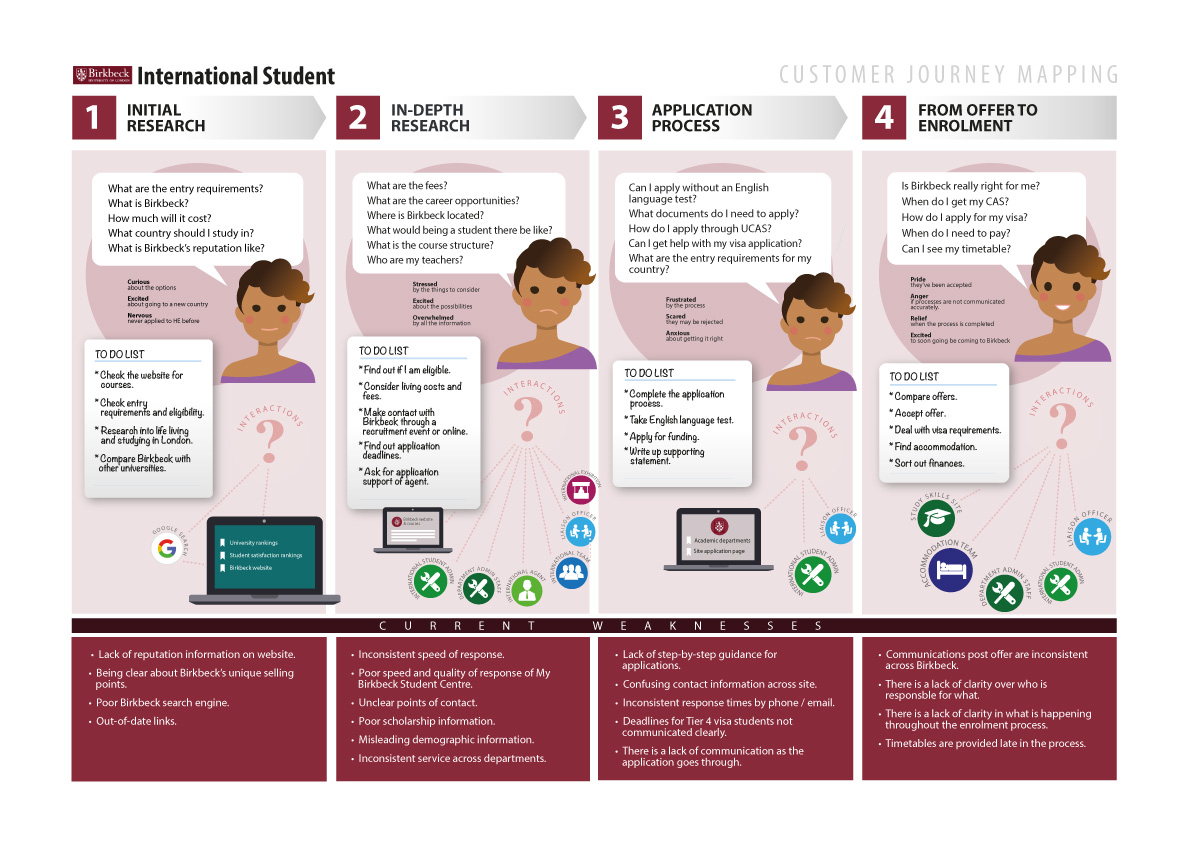 Birkbeck
UNIVERSITY OF LONDON
International Student
CUSTOMER JOURNEY MAPPING
1
INITIAL
RESEARCH
What are the entry requirements?
What is Birkbeck?
How much will it cost?
What country should I study in?
What is Birkbeck's reputation like?
Curious
about the options
Excited
about going to a new country
Nervous
never applied to HE before
TO DO LIST
* Check the website for
courses.
* Check entry
requirements and eligibility.
* Research into life living
and studying in London.
* Compare Birkbeck with
other universities.
INTERACTIONS
?
GOOGLE SEARCH
G
University rankings
Student satisfaction rankings
Birkbeck website
2
IN-DEPTH
RESEARCH
What are the fees?
What are the career opportunities?
Where is Birkbeck located?
What would being a student there be like?
What is the course structure?
Who are my teachers?
Stressed
by the things to consider
Excited
about the possibilities
Overwhelmed
by all the information
TO DO LIST
*Find out if I am eligible.
*Consider living costs and
fees.
*Make contact with
Birkbeck through a
recruitment event or online.
*Find out application
deadlines.
*Ask for application
support of agent.
INTERACTIONS
?
Birkbeck website
INTERNATIONAL STUDENT ADMIN
DEPARTMENT ADMIN STAFF
INTERNATIONAL AGENT
INTERNATIONAL TEAM
LIAISON OFFICER
INTERNATIONAL EXHIBITION
3
APPLICATION
PROCESS
Can I apply without an English
language test?
What documents do I need to apply?
How do I apply through UCAS?
Can I get help with my visa application?
What are the entry requirements for my
country?
Frustrated
by the process
Scared
they may be rejected
Anxious
about getting it right
TO DO LIST
*Complete the application
process.
*Take English language test.
*Apply for funding.
*Write up supporting
statement.
INTERACTIONS
?
Academic departments
Site application page
INTERNATIONAL STUDENT ADMIN
LIAISON OFFICER
4
FROM OFFER TO
ENROLMENT
Is Birkbeck really right for me?
When do I get my CAS?
How do I apply for my visa?
When do I need to pay?
Can I see my timetable?
Pride
they've been accepted
Anger
if processes are not communicated
accurately.
Relief
when the process is completed
Excited
to soon going be coming to Birkbeck
TO DO LIST
* Compare offers.
* Accept offer.
* Deal with visa requirements.
* Find accommodation.
* Sort out finances.
INTERACTIONS
?
STUDY SKILLS SITE
ACCOMMODATION TEAM
DEPARTMENT ADMIN STAFF
INTERNATIONAL STUDENT ADMIN
LIAISON OFFICER
CURRENT WEAKNESSES
• Lack of reputation information on website.
• Being clear about Birkbeck's unique selling
points.
• Poor Birkbeck search engine.
• Out-of-date links.
• Inconsistent speed of response.
• Poor speed and quality of response of My
Birkbeck Student Centre.
• Unclear points of contact.
• Poor scholarship information.
• Misleading demographic information.
• Inconsistent service across departments.
• Lack of step-by-step guidance for
applications.
• Confusing contact information across site.
• Inconsistent response times by phone / email.
• Deadlines for Tier 4 visa students not
communicated clearly.
• There is a lack of communication as the
application goes through.
• Communications post offer are inconsistent
across Birkbeck.
• There is a lack of clarity over who is
responsible for what.
• There is a lack of clarity in what is happening
throughout the enrolment process.
• Timetables are provided late in the process.